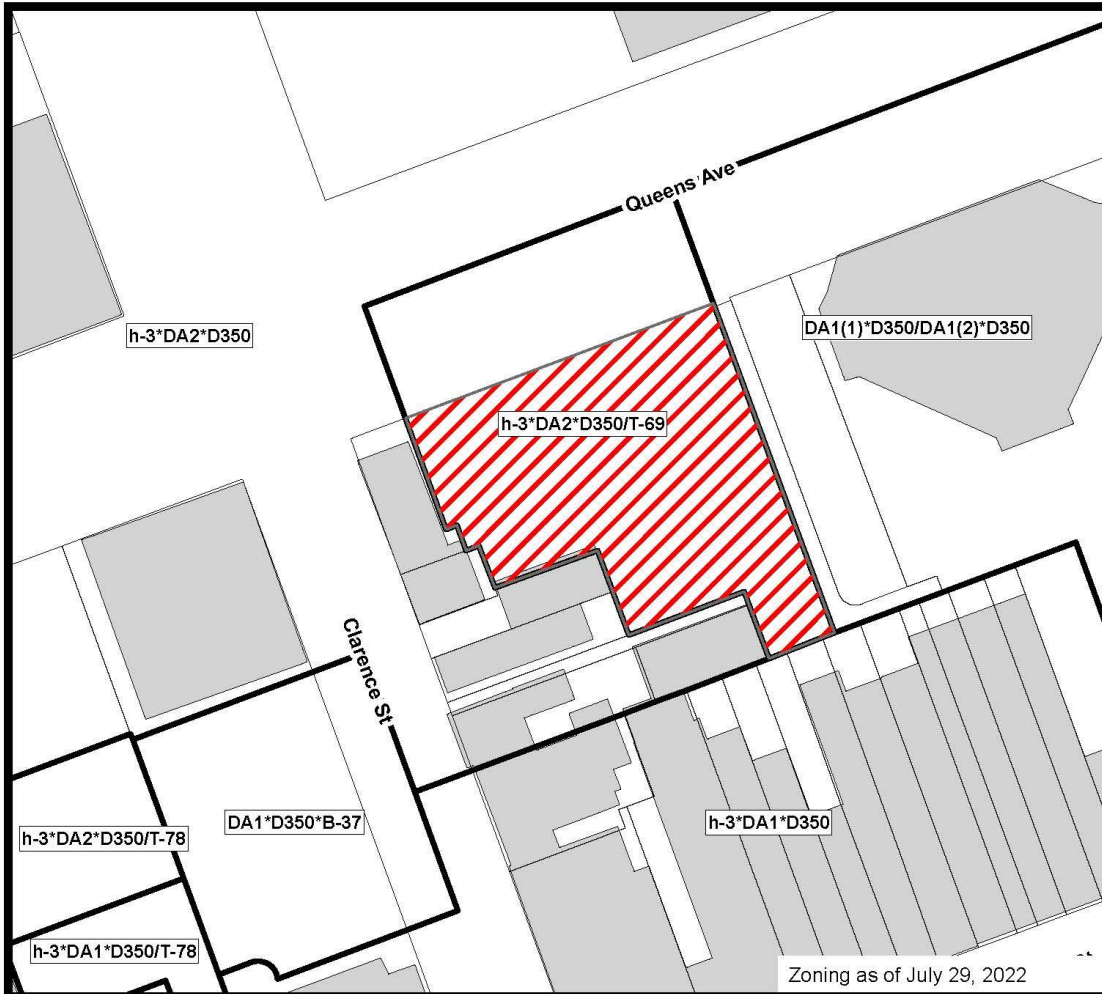 Queens Ave
h-3*DA2*D350
DA1(1)*D350/DA1(2)*D350
h-3*DA2*D350/T-69
Clarence St
DA1*D350*B-37
h-3*DA1*D350
h-3*DA2*D350/T-78
h-3*DA1*D350/T-78
Zoning as of July 29, 2022